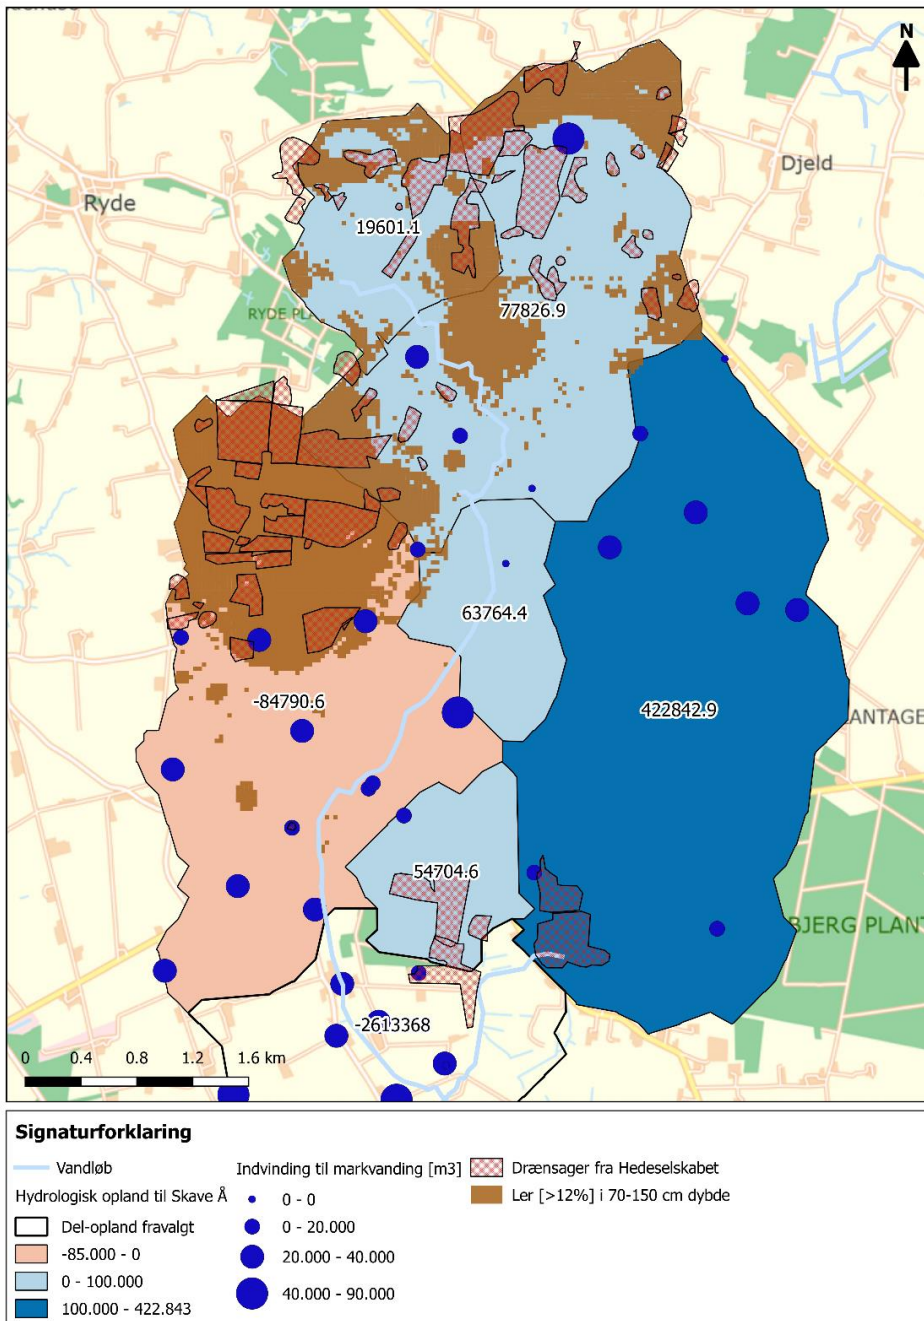 N
Djeld
Ryde
19601.1
77826.9
63764.4
422842.9
-84790.6
ANTAGE
54704.6
BJERG PLANT
-2613368
0 0.4 0.8 1.2 1.6 km
Signaturforklaring
Vandløb
Hydrologisk opland til Skave Å
Del-opland fravalgt
-85.000 - 0
0 - 100.000
100.000 - 422.843
Indvinding til markvanding [m3]
0 - 0
0 - 20.000
20.000 - 40.000
40.000 - 90.000
Drænsager fra Hedeselskabet
Ler [>12%] i 70-150 cm dybde